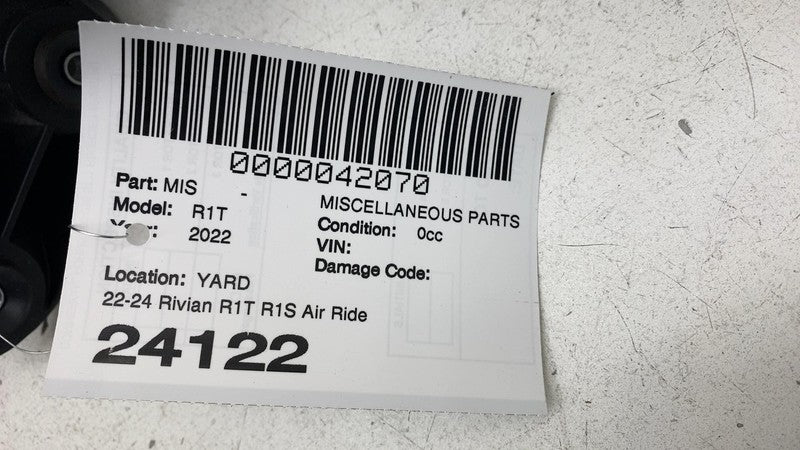 0000042070
Part: MIS - MISCELLANEOUS PARTS
Model: R1T Condition: 0cc
Year: 2022 VIN:
Damage Code:
Location: YARD
22-24 Rivian R1T R1S Air Ride
24122